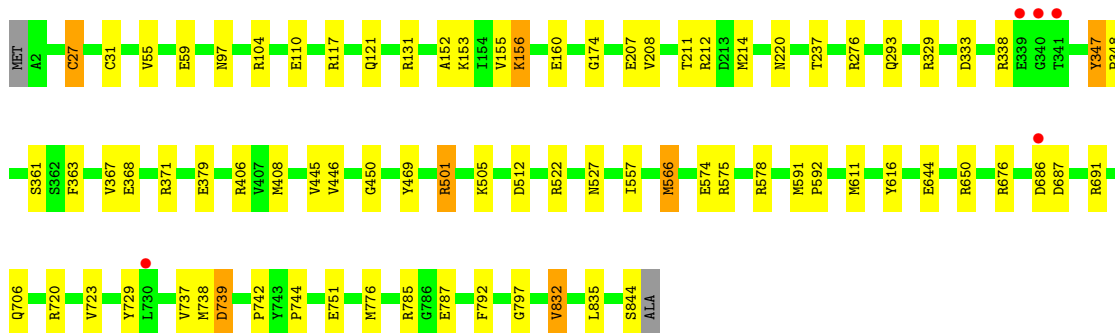 MET A2 C27 C31 V55 E59 N97 R104 E110 R117 Q121 R131 A152 K153 I154 V155 K156 E160 G174 E207 V208 T211 R212 D213 M214 N220 T237 R276 Q293 R329 D333 R338 E339 G340 T341 Y347
S361 S362 F363 V367 E368 R371 E379 R406 V407 M408 V445 V446 G450 Y469 R501 K505 D512 R522 N527 I557 M566 E574 R575 R578 M591 P592 M611 Y616 E644 R650 R676 D686 D687 R691
Q706 R720 V723 Y729 L730 V737 M738 D739 P742 Y743 P744 E751 M776 R785 G786 E787 F792 G797 V832 L835 S844 ALA